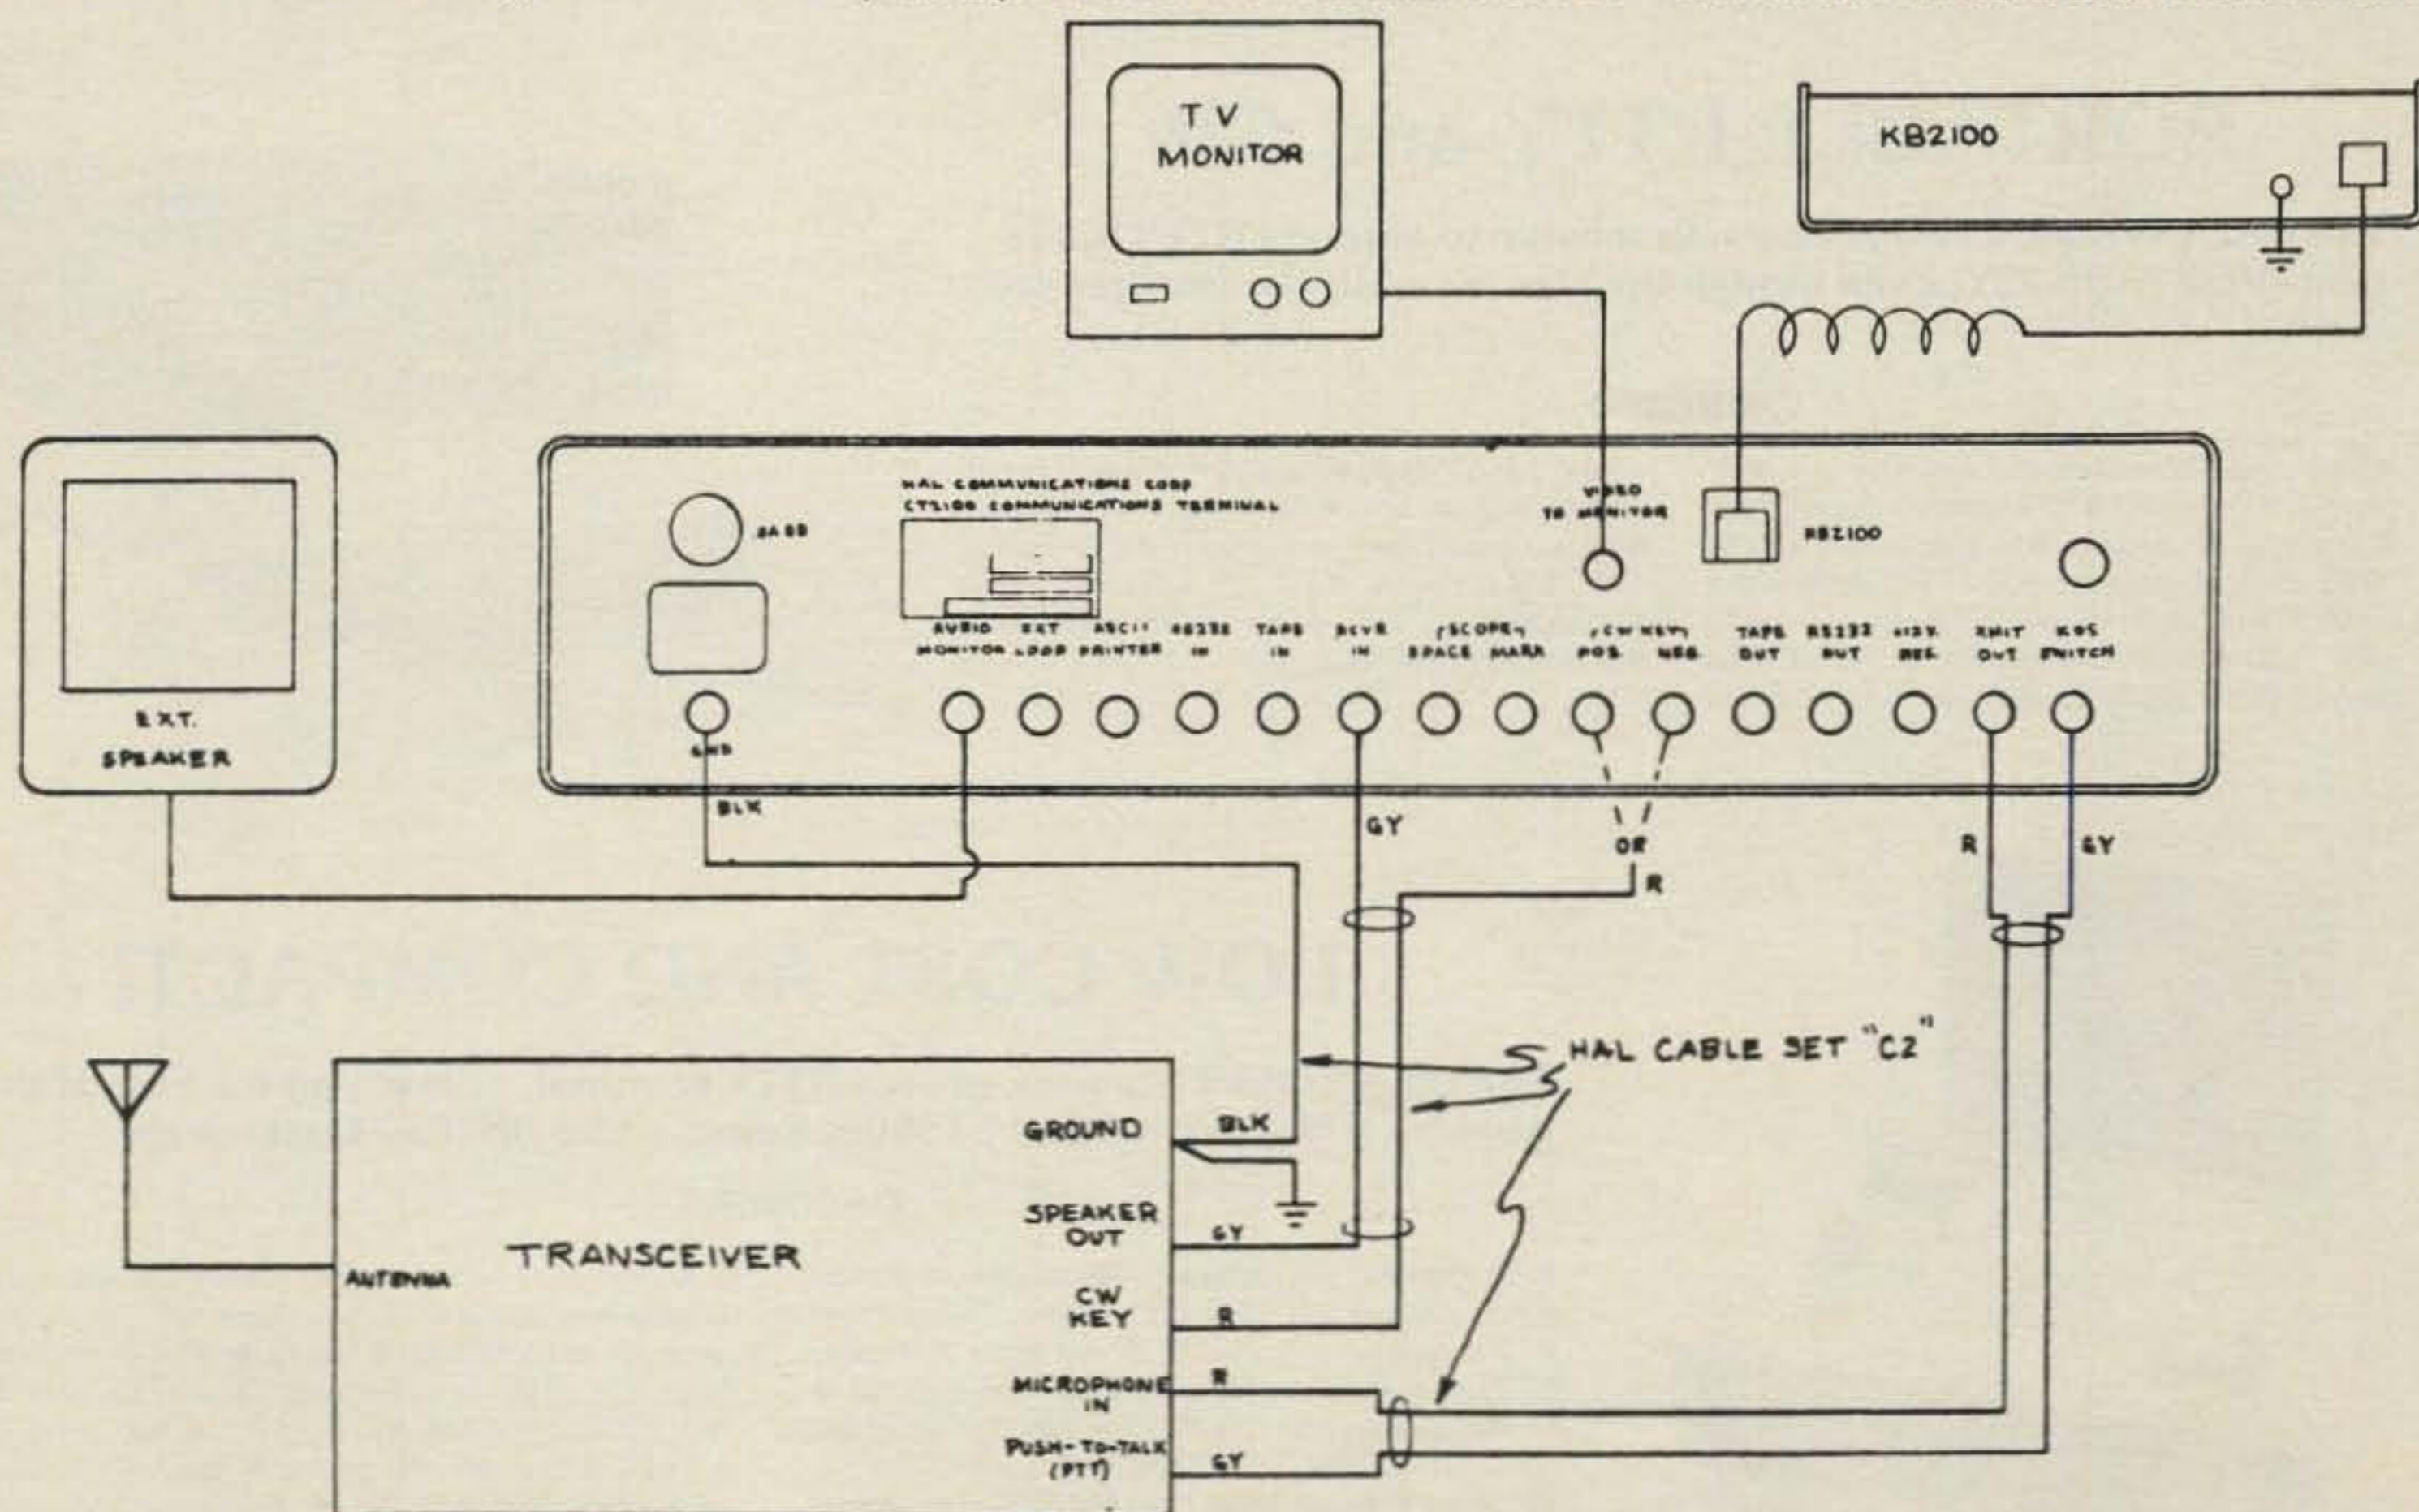 TV
MONITOR
KB2100
HAL COMMUNICATIONS CORP
CT2100 COMMUNICATIONS TERMINAL
VIDEO
TO MONITOR
KB2100
EXT.
SPEAKER
AUDIO MONITOR
EXT LOOP
ASCII PRINTER
RS232 IN
TAPE IN
RCVR IN
SCOPE
SPACE MARK
CW KEY
POS NEG
TAPE OUT
RS232 OUT
+12V. REG.
XMIT OUT
KOS SWITCH
GND
BLK
GY
OR
R
R
GY
HAL CABLE SET "C2"
GROUND
BLK
SPEAKER
OUT
GY
TRANSCEIVER
ANTENNA
CW
KEY
R
MICROPHONE
IN
R
PUSH-TO-TALK
(PTT)
GY